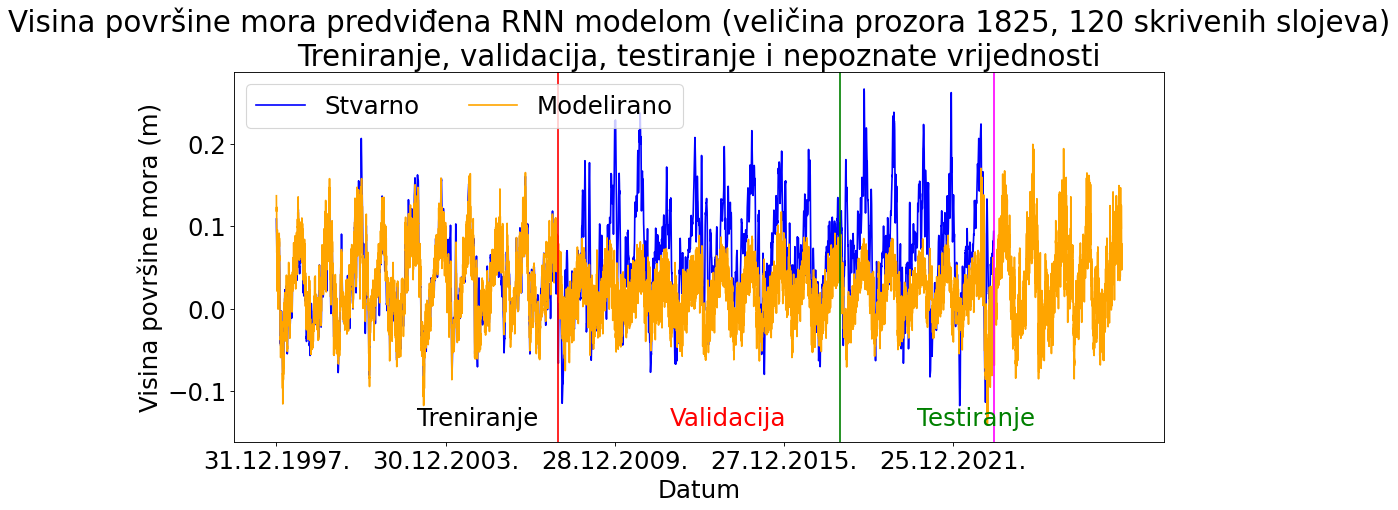 Visina površine mora predviđena RNN modelom (veličina prozora 1825, 120 skrivenih slojeva)
Treniranje, validacija, testiranje i nepoznate vrijednosti
Stvarno Modelirano
Visina površine mora (m)
0.2
0.1
0.0
−0.1
Treniranje Validacija Testiranje
31.12.1997. 30.12.2003. 28.12.2009. 27.12.2015. 25.12.2021.
Datum